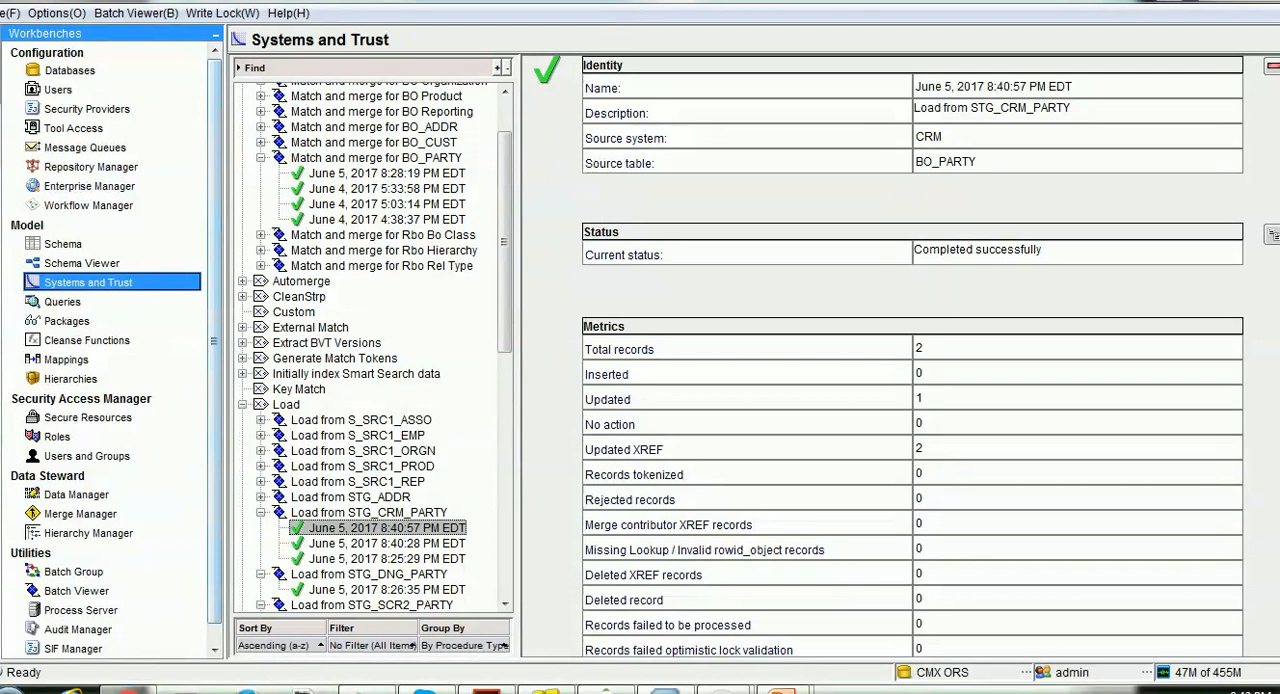 e(F) Options(O) Batch Viewer(B) Write Lock(W) Help(H)
Workbenches
Configuration
Databases
Users
Security Providers
Tool Access
Message Queues
Repository Manager
Enterprise Manager
Workflow Manager
Model
Schema
Schema Viewer
Systems and Trust
Queries
Packages
Cleanse Functions
Mappings
Hierarchies
Security Access Manager
Secure Resources
Roles
Users and Groups
Data Steward
Data Manager
Merge Manager
Hierarchy Manager
Utilities
Batch Group
Batch Viewer
Process Server
Audit Manager
SIF Manager
Systems and Trust
Find
Match and merge for BO Organization
Match and merge for BO Product
Match and merge for BO Reporting
Match and merge for BO_ADDR
Match and merge for BO_CUST
Match and merge for BO_PARTY
June 5, 2017 8:28:19 PM EDT
June 4, 2017 5:33:58 PM EDT
June 4, 2017 5:03:14 PM EDT
June 4, 2017 4:38:37 PM EDT
Match and merge for Rbo Bo Class
Match and merge for Rbo Hierarchy
Match and merge for Rbo Rel Type
Automerge
CleanStrp
Custom
External Match
Extract BVT Versions
Generate Match Tokens
Initially index Smart Search data
Key Match
Load
Load from S_SRC1_ASSO
Load from S_SRC1_EMP
Load from S_SRC1_ORGN
Load from S_SRC1_PROD
Load from S_SRC1_REP
Load from STG_ADDR
Load from STG_CRM_PARTY
June 5, 2017 8:40:57 PM EDT
June 5, 2017 8:40:28 PM EDT
June 5, 2017 8:25:29 PM EDT
Load from STG_DNG_PARTY
June 5, 2017 8:26:35 PM EDT
Load from STG_SCR2_PARTY
Sort By Filter Group By
Ascending (a-z) No Filter (All Items) By Procedure Type
Identity
Name: June 5, 2017 8:40:57 PM EDT
Description: Load from STG_CRM_PARTY
Source system: CRM
Source table: BO_PARTY
Status
Current status: Completed successfully
Metrics
Total records 2
Inserted 0
Updated 1
No action 0
Updated XREF 2
Records tokenized 0
Rejected records 0
Merge contributor XREF records 0
Missing Lookup / Invalid rowid_object records 0
Deleted XREF records 0
Deleted record 0
Records failed to be processed 0
Records failed optimistic lock validation 0
Ready CMX ORS admin 47M of 455M